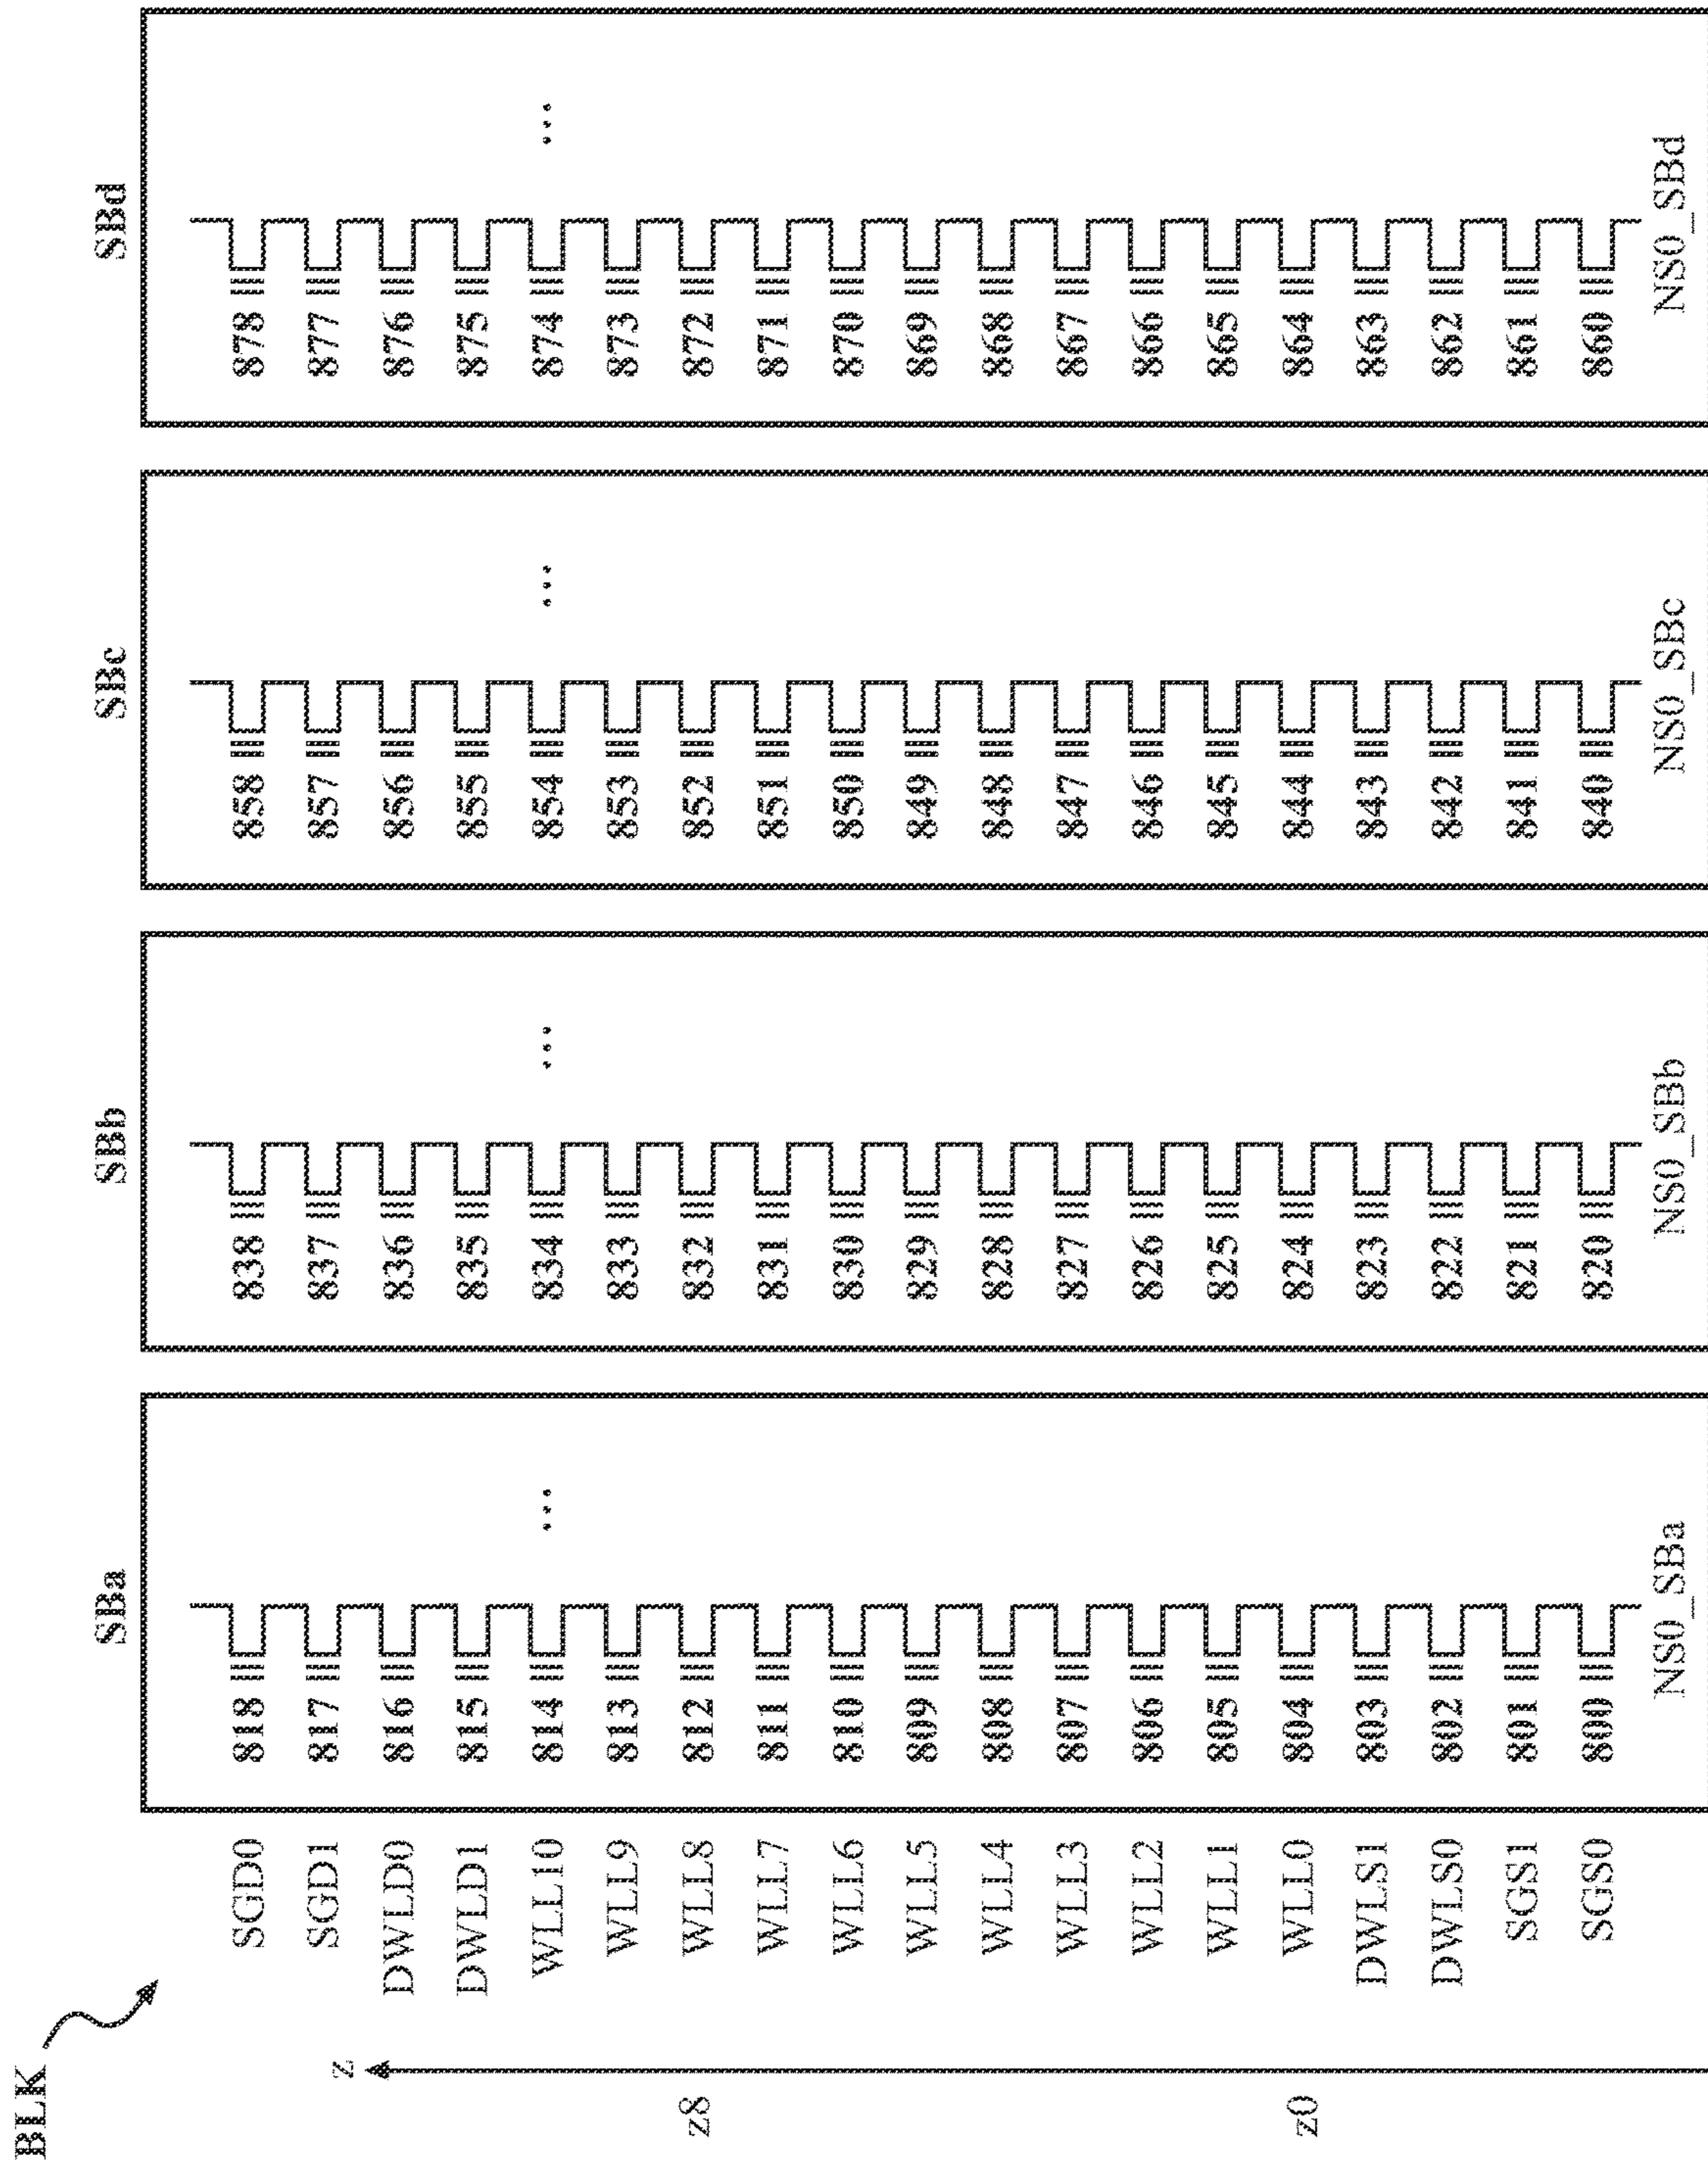 BLK
SBa SBb SBc SBd
SGD0 818 838 858 878
SGD1 817 837 857 877
z
DWLD0 816 836 856 876
DWLD1 815 835 855 875
WLL10 814 ... 834 ... 854 ... 874 ...
WLL9 813 833 853 873
z8 WLL8 812 832 852 872
WLL7 811 831 851 871
WLL6 810 830 850 870
WLL5 809 829 849 869
WLL4 808 828 848 868
WLL3 807 827 847 867
WLL2 806 826 846 866
WLL1 805 825 845 865
z0 WLL0 804 824 844 864
DWLS1 803 823 843 863
DWLS0 802 822 842 862
SGS1 801 821 841 861
SGS0 800 820 840 860
NS0_SBa NS0_SBb NS0_SBc NS0_SBd